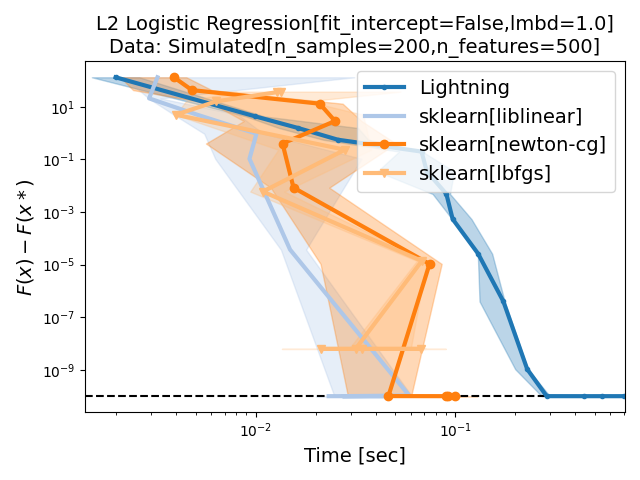 L2 Logistic Regression[fit_intercept=False,lmbd=1.0]
Data: Simulated[n_samples=200,n_features=500]
Lightning
sklearn[liblinear]
sklearn[newton-cg]
sklearn[lbfgs]
F(x) − F(x*)
10¹
10⁻¹
10⁻³
10⁻⁵
10⁻⁷
10⁻⁹
10⁻²
10⁻¹
Time [sec]